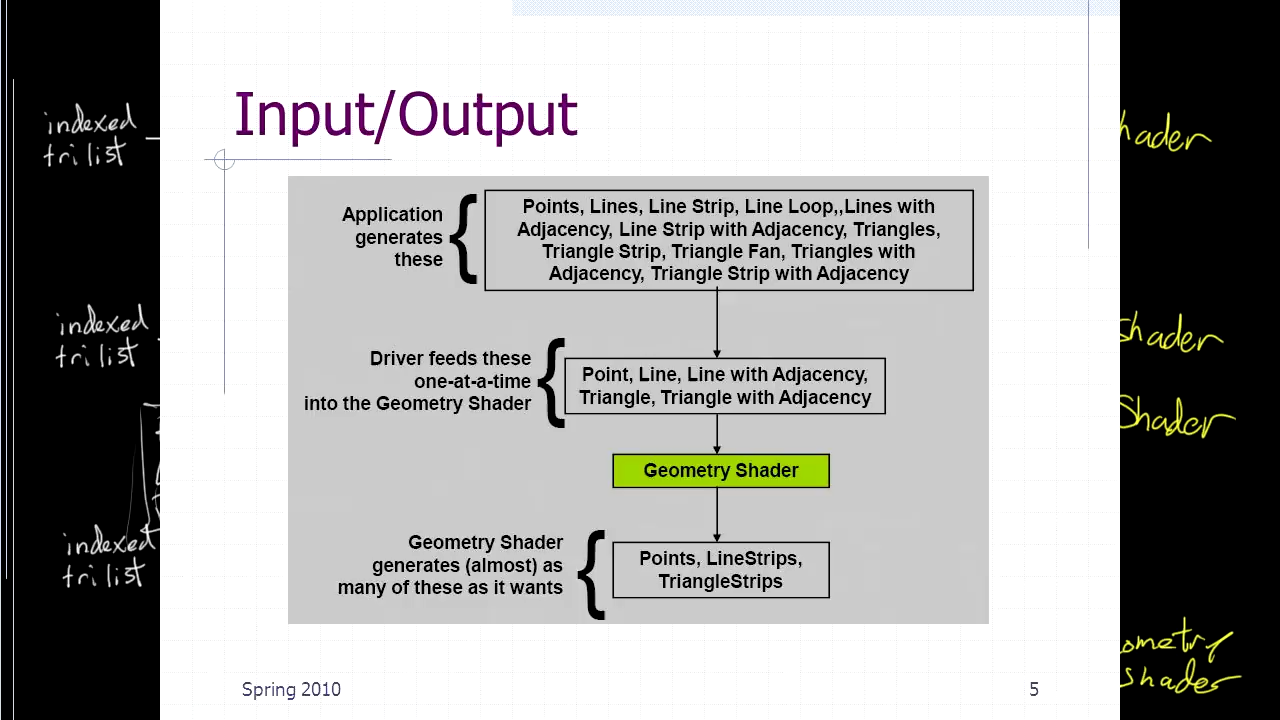 Input/Output
Application
generates
these
Points, Lines, Line Strip, Line Loop,,Lines with
Adjacency, Line Strip with Adjacency, Triangles,
Triangle Strip, Triangle Fan, Triangles with
Adjacency, Triangle Strip with Adjacency
Driver feeds these
one-at-a-time
into the Geometry Shader
Point, Line, Line with Adjacency,
Triangle, Triangle with Adjacency
Geometry Shader
Geometry Shader
generates (almost) as
many of these as it wants
Points, LineStrips,
TriangleStrips
Spring 2010
5
indexed
tri list
indexed
tri list
indexed
tri list
hader
shader
Shader
ometry
shader